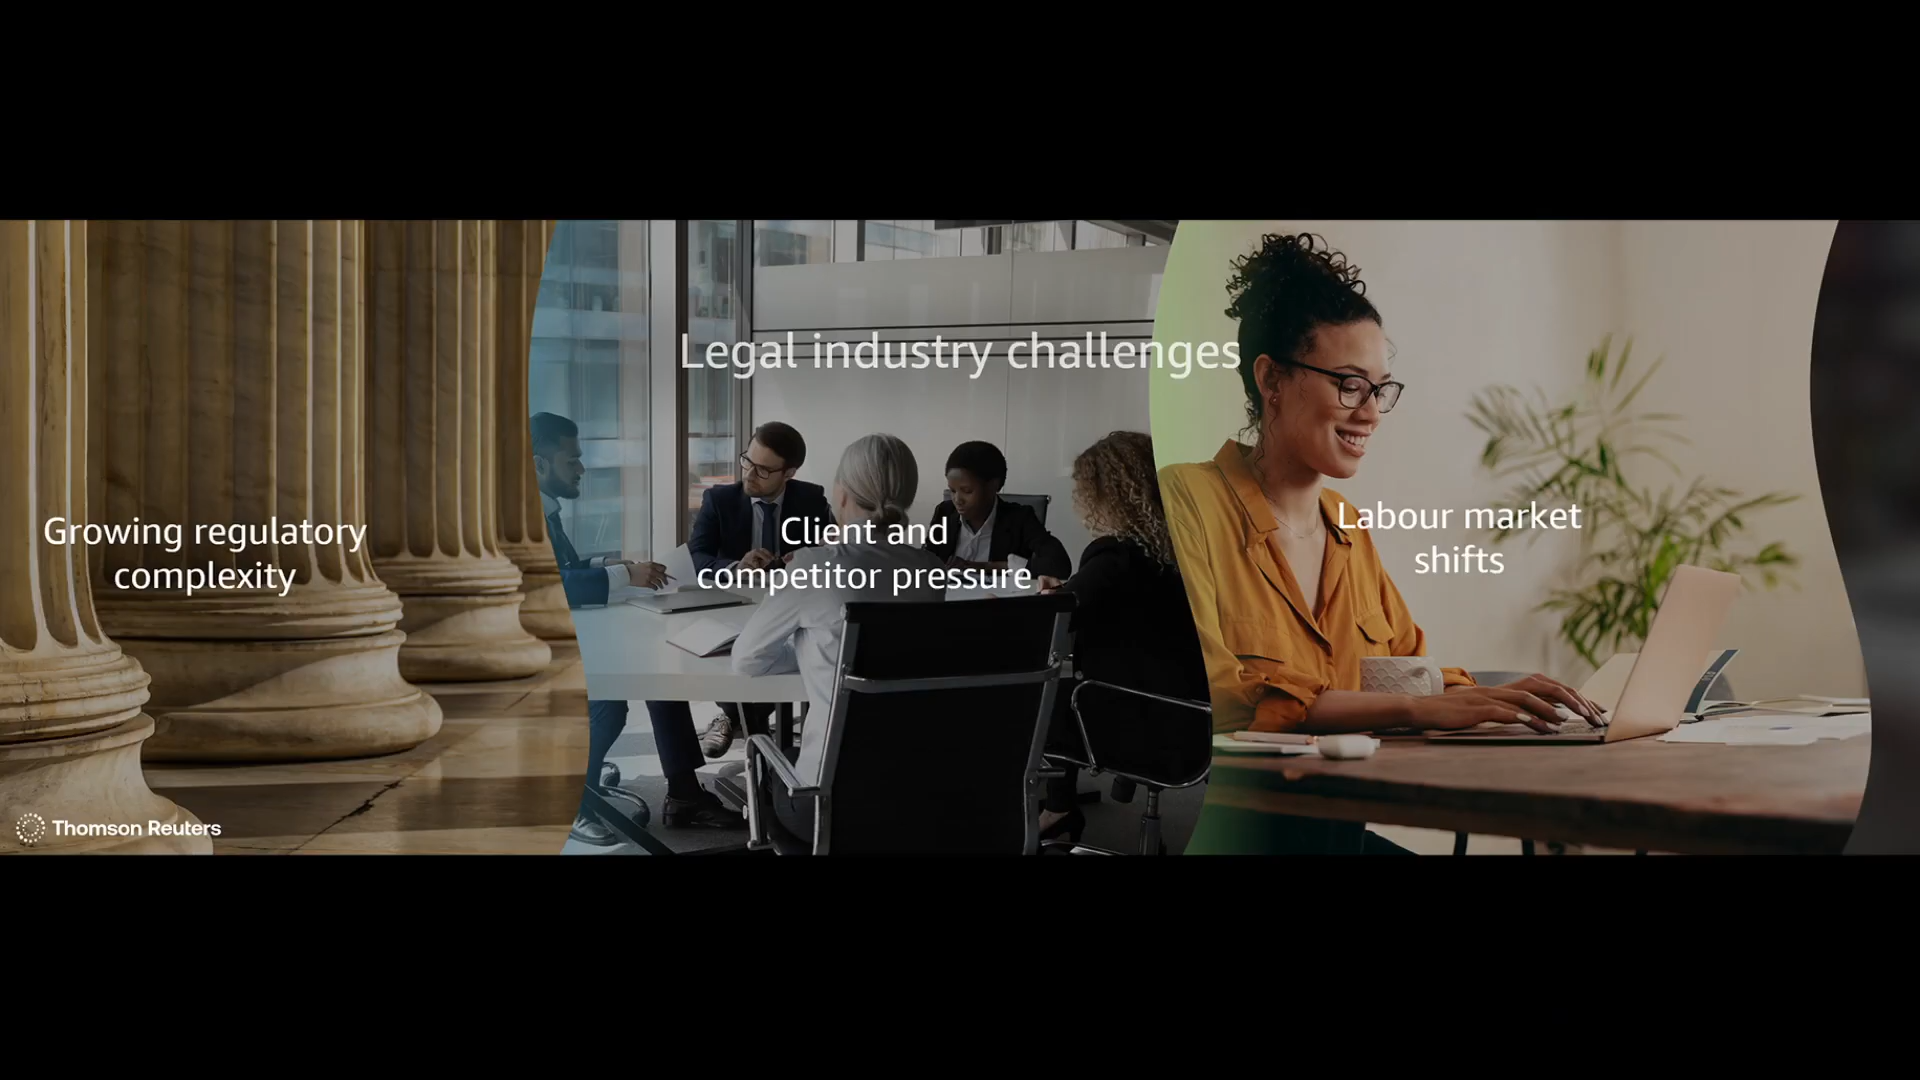 Legal industry challenges
Growing regulatory
complexity
Client and
competitor pressure
Labour market
shifts
Thomson Reuters